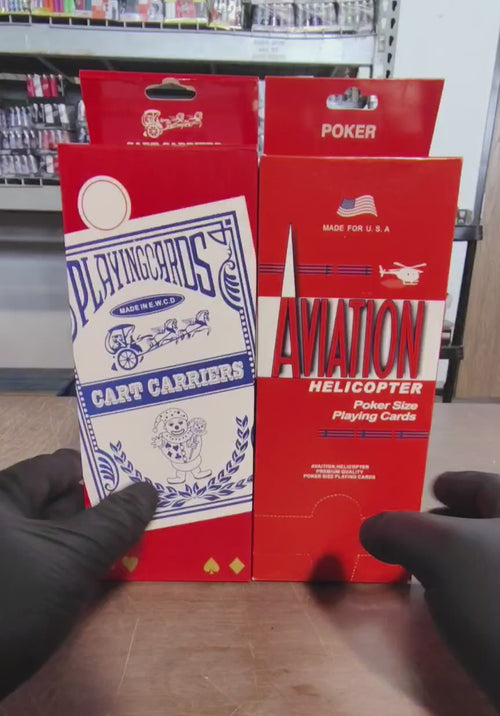 PLAYINGCARDS
MADE IN E.W.C.D
CART CARRIERS
POKER
MADE FOR U.S.A
AVIATION
HELICOPTER
Poker Size
Playing Cards
AVIAITION.HELICOPTER
PREMIUM QUALITY
POKER SIZE PLAYING CARDS